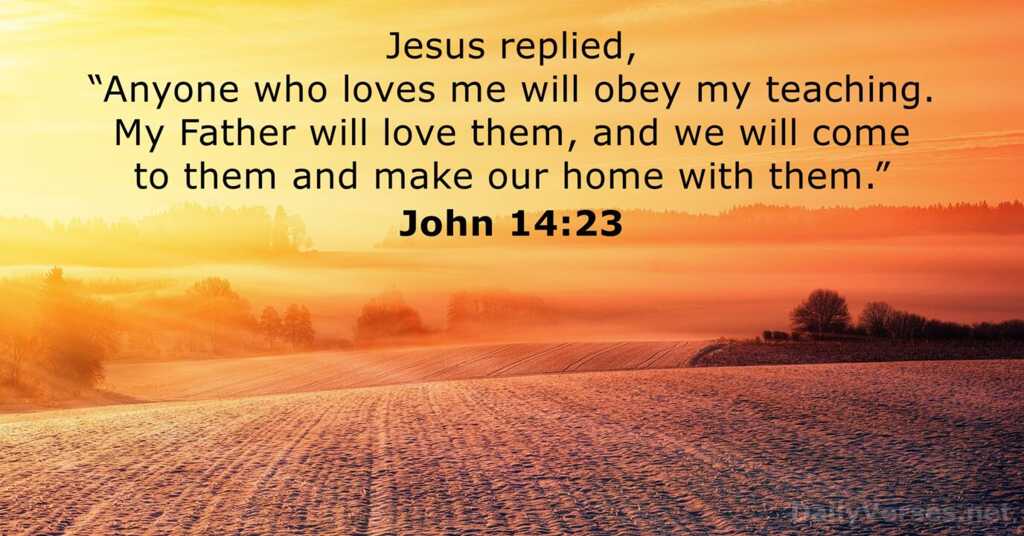 Jesus replied,
“Anyone who loves me will obey my teaching.
My Father will love them, and we will come
to them and make our home with them.”
John 14:23
DailyVerses.net